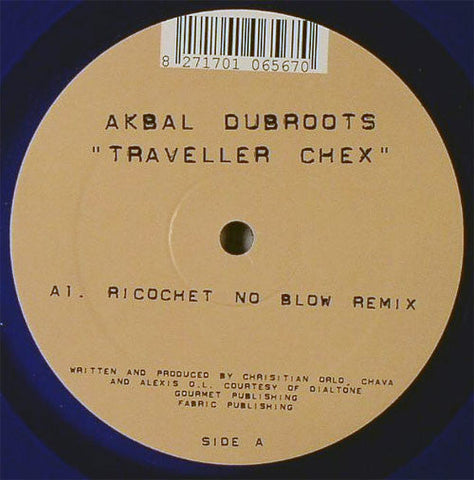 8 271701 065670
AKBAL DUBROOTS
"TRAVELLER CHEX"
A1. RICOCHET NO BLOW REMIX
WRITTEN AND PRODUCED BY CHRISITIAN ORLO, CHAVA
AND ALEXIS O.L. COURTESY OF DIALTONE
GOURMET PUBLISHING
FABRIC PUBLISHING
SIDE A